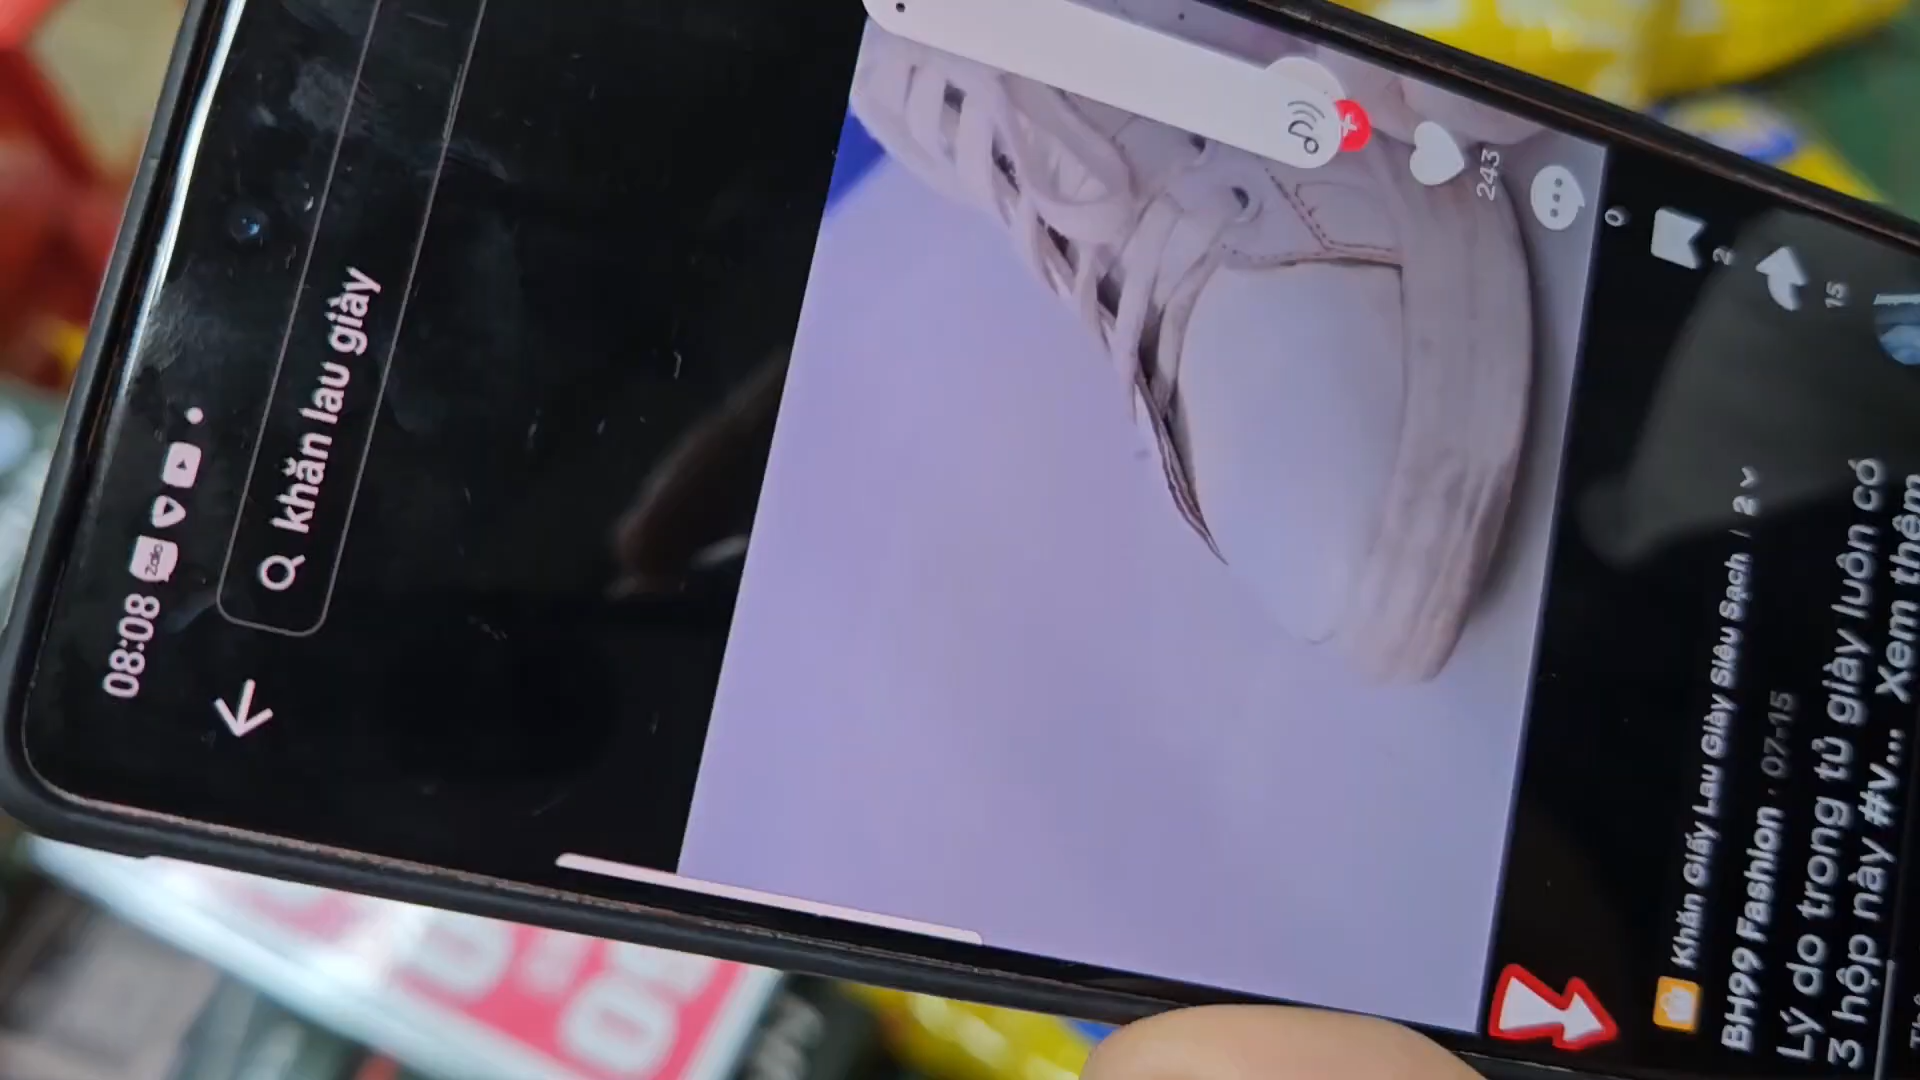 08:08 Zalo
khăn lau giày
243
0
2
15
Khăn Giấy Lau Giày Siêu Sạch | 2
BH99 Fashion · 07-15
Lý do trong tủ giày luôn có
3 hộp này #v... Xem thêm